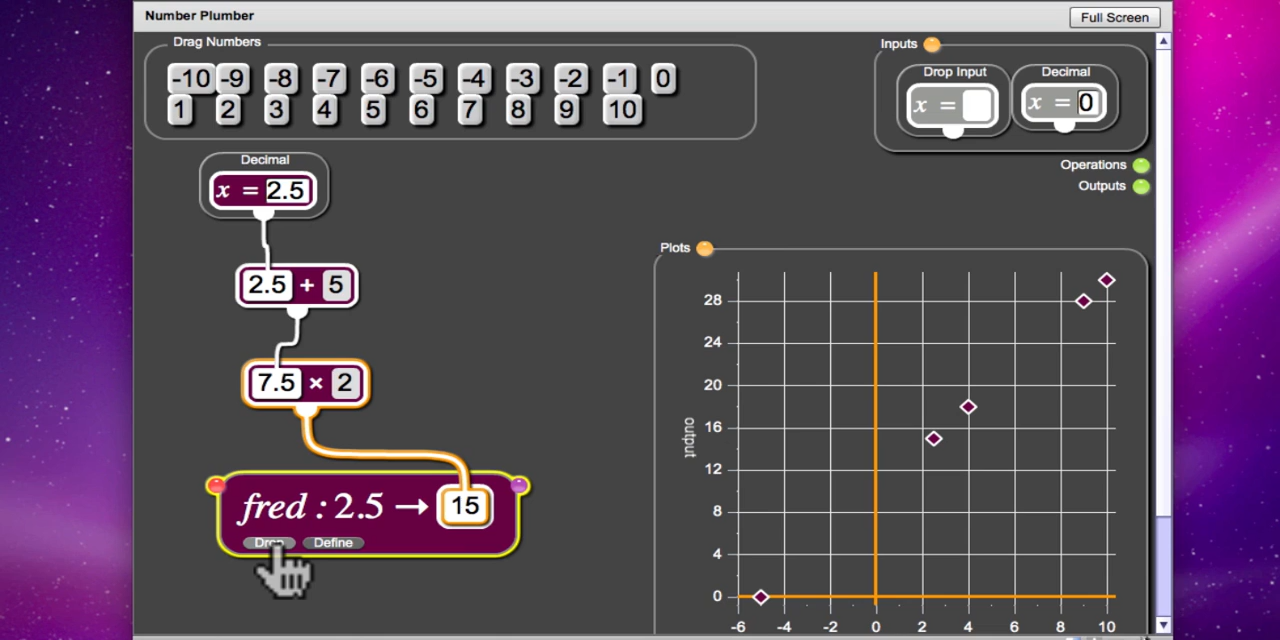 Number Plumber
Full Screen
Drag Numbers
-10 -9 -8 -7 -6 -5 -4 -3 -2 -1 0
1 2 3 4 5 6 7 8 9 10
Inputs
Drop Input
x =
Decimal
x = 0
Operations
Outputs
Decimal
x = 2.5
2.5 + 5
7.5 × 2
fred : 2.5 → 15
Define
Plots
28
24
20
16
12
8
4
0
output
-6 -4 -2 0 2 4 6 8 10